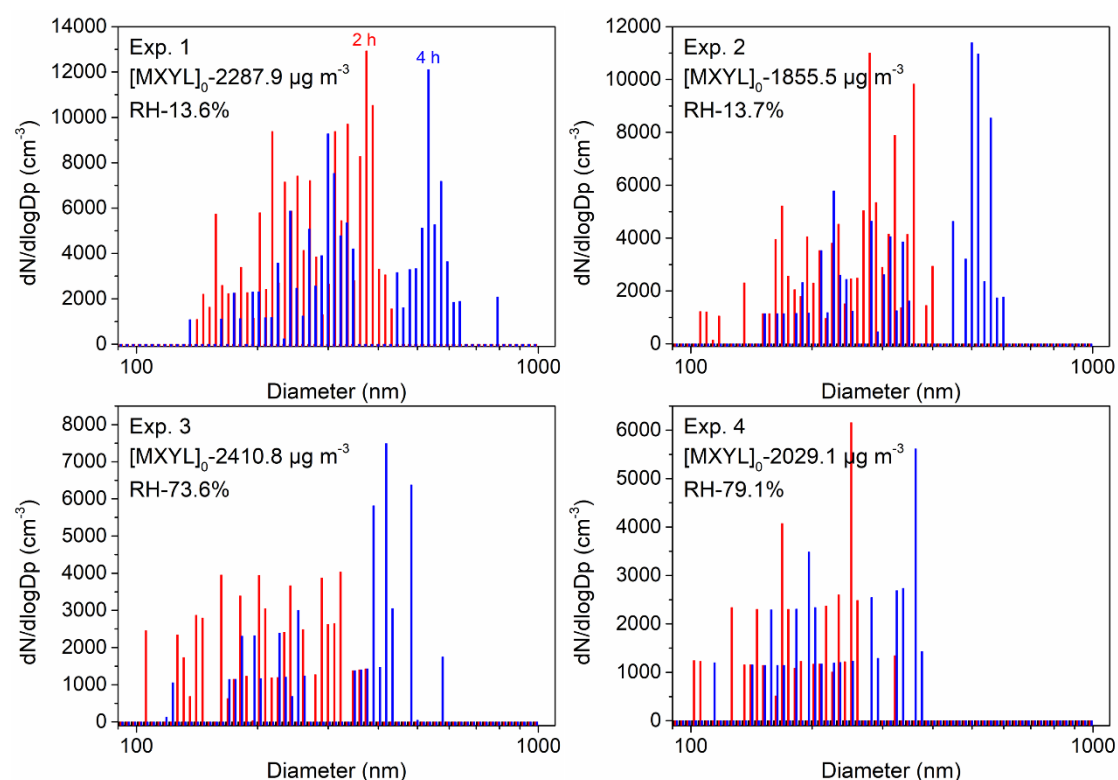 14000
12000
10000
8000
6000
4000
2000
0
dN/dlogDp (cm⁻³)
Exp. 1
[MXYL]₀-2287.9 µg m⁻³
RH-13.6%
2 h
4 h
100
1000
Diameter (nm)
12000
10000
8000
6000
4000
2000
0
dN/dlogDp (cm⁻³)
Exp. 2
[MXYL]₀-1855.5 µg m⁻³
RH-13.7%
100
1000
Diameter (nm)
8000
7000
6000
5000
4000
3000
2000
1000
0
dN/dlogDp (cm⁻³)
Exp. 3
[MXYL]₀-2410.8 µg m⁻³
RH-73.6%
100
1000
Diameter (nm)
6000
5000
4000
3000
2000
1000
0
dN/dlogDp (cm⁻³)
Exp. 4
[MXYL]₀-2029.1 µg m⁻³
RH-79.1%
100
1000
Diameter (nm)